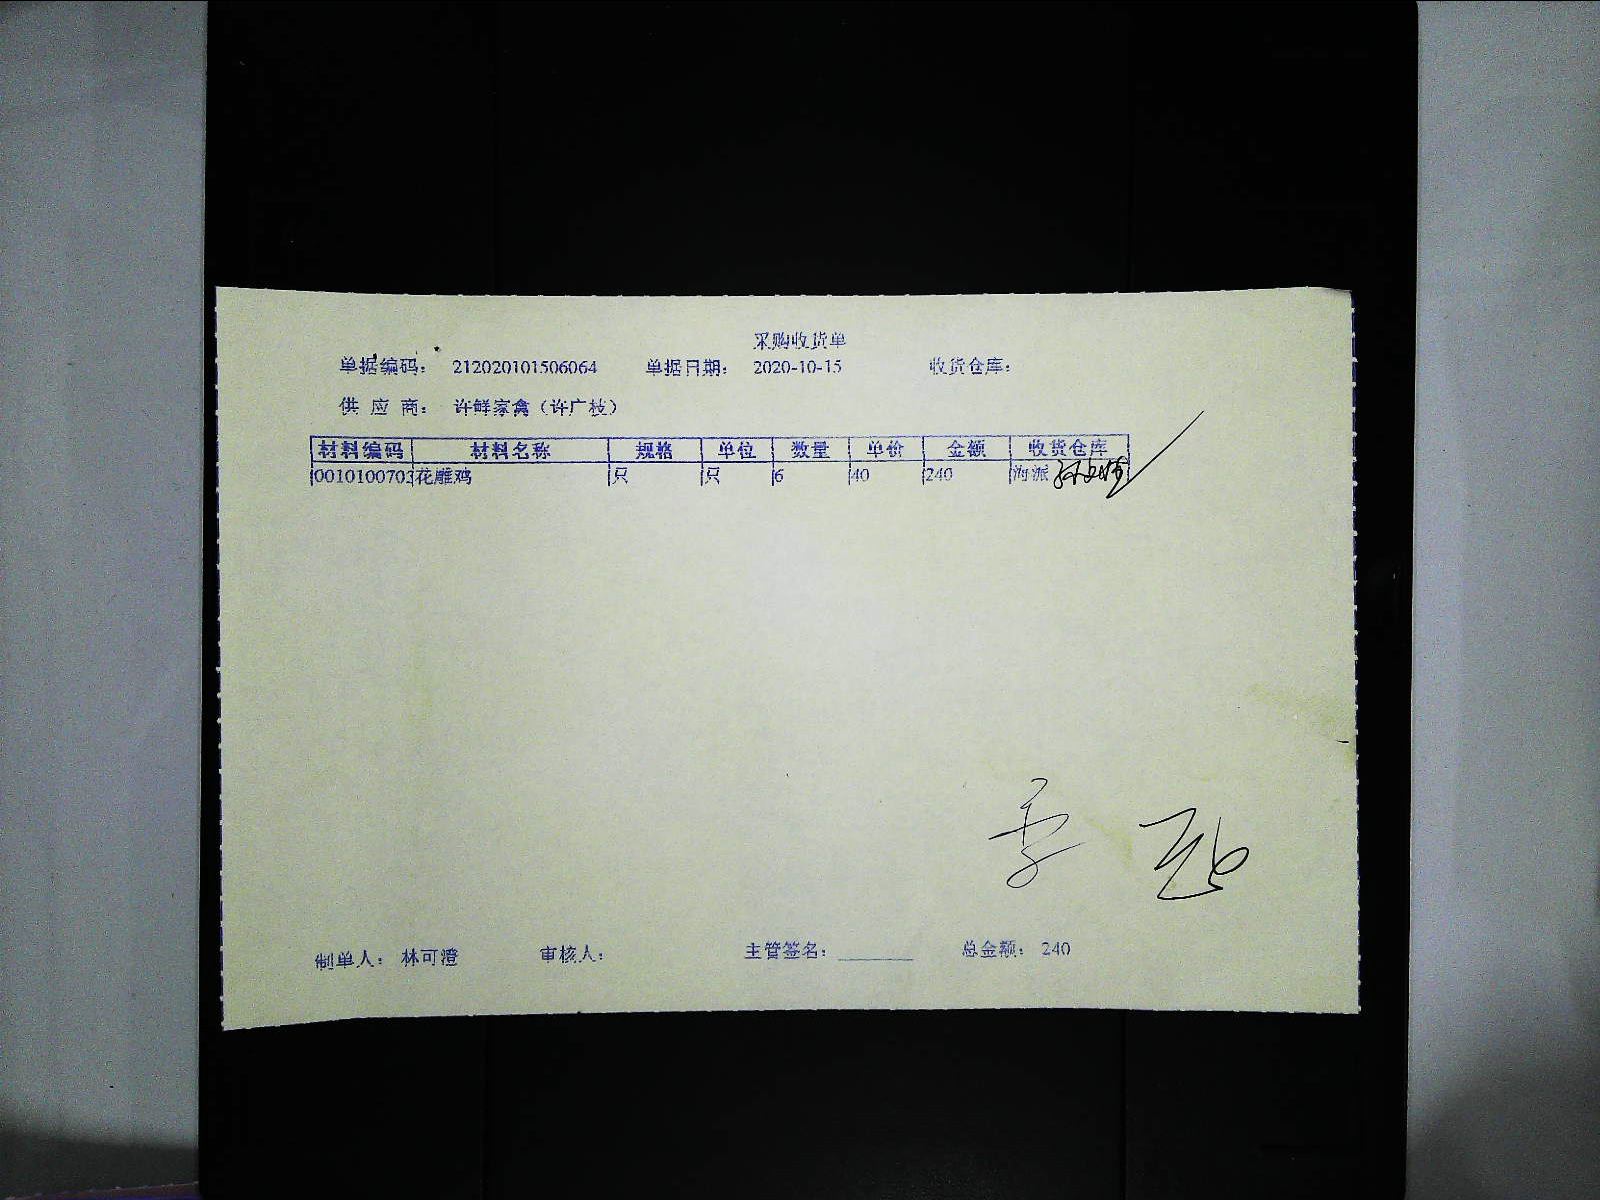 采购收货单
单据编码： 212020101506064 单据日期： 2020-10-15 收货仓库：
供 应 商： 许鲜家禽（许广枝）
材料编码 材料名称 规格 单位 数量 单价 金额 收货仓库
0010100703 花雕鸡 只 只 6 40 240 海派
制单人： 林可澄 审核人： 主管签名： 总金额： 240